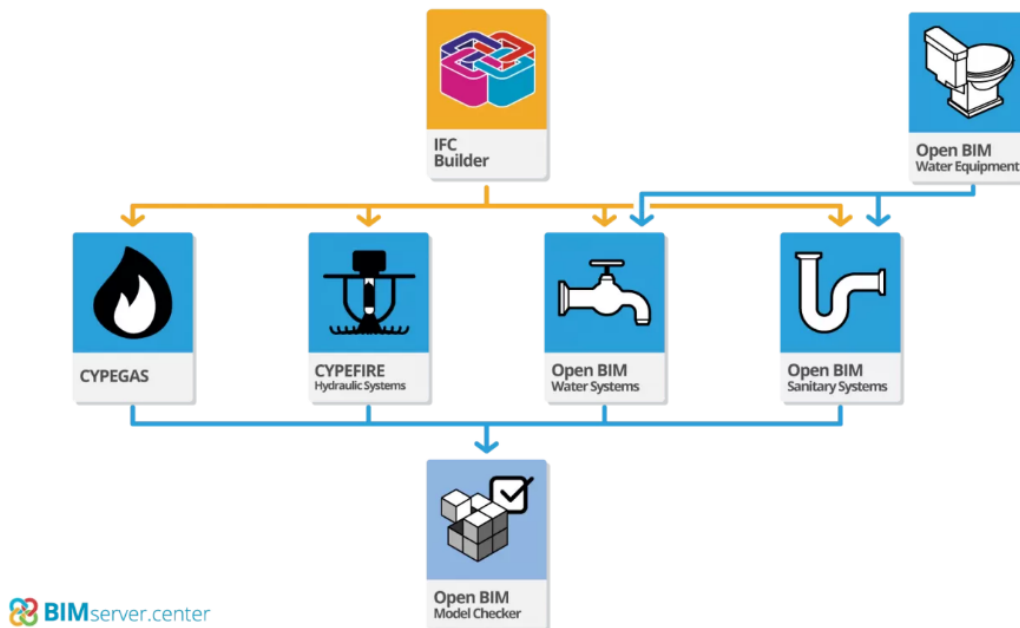 IFC
Builder
Open BIM
Water Equipment
CYPEGAS
CYPEFIRE
Hydraulic Systems
Open BIM
Water Systems
Open BIM
Sanitary Systems
Open BIM
Model Checker
BIMserver.center